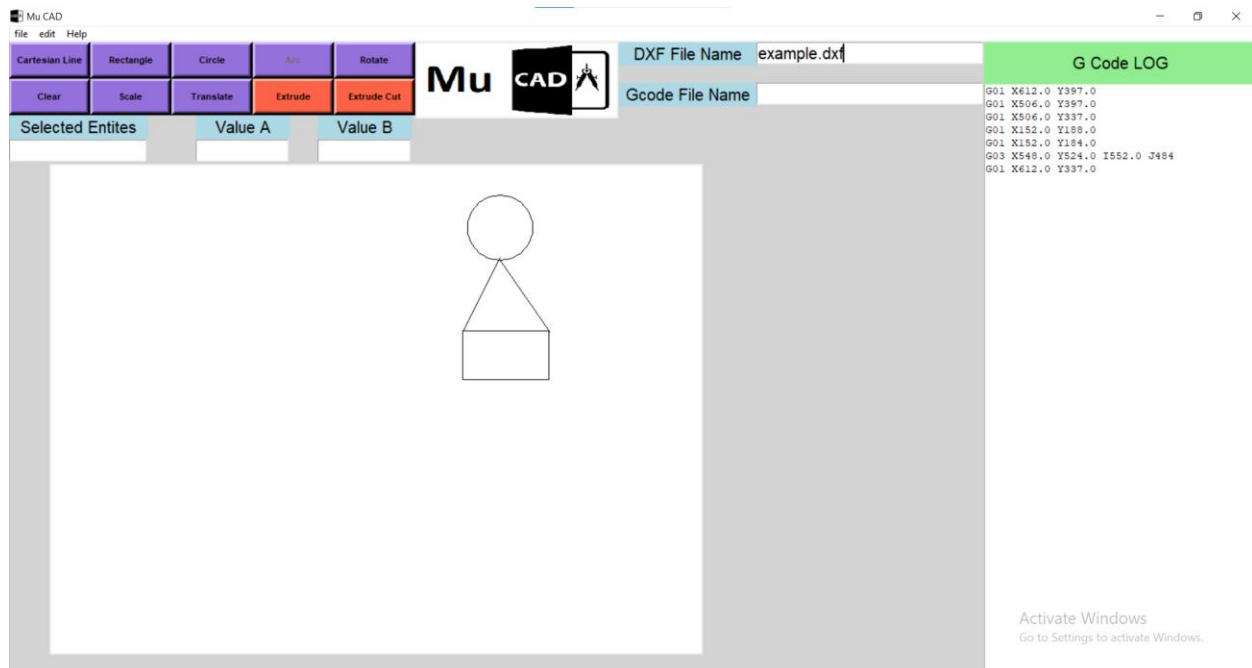 Mu CAD
file edit Help
Cartesian Line Rectangle Circle Arc Rotate
Clear Scale Translate Extrude Extrude Cut
Mu CAD
DXF File Name example.dxf
Gcode File Name
Selected Entites Value A Value B
G Code LOG
G01 X612.0 Y397.0
G01 X506.0 Y397.0
G01 X506.0 Y337.0
G01 X152.0 Y188.0
G01 X152.0 Y184.0
G03 X548.0 Y524.0 I552.0 J484
G01 X612.0 Y337.0
Activate Windows
Go to Settings to activate Windows.